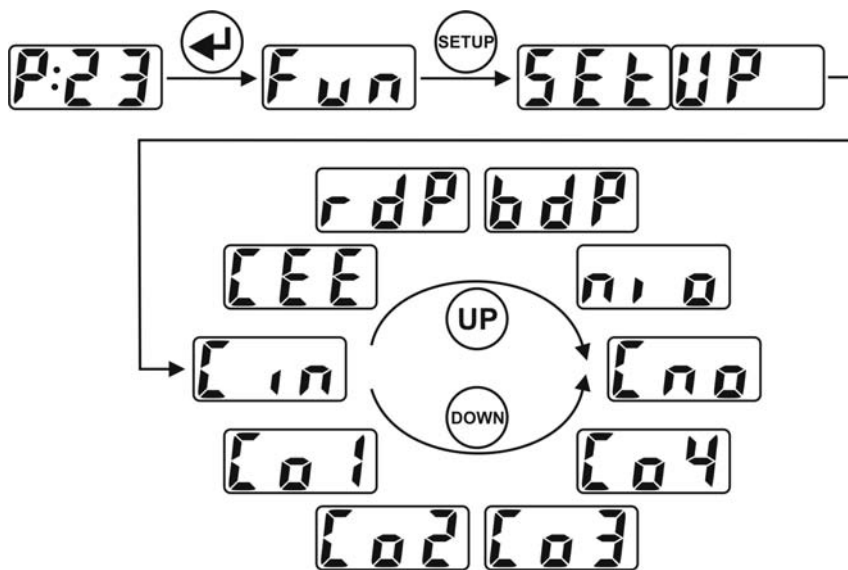 P:23
SETUP
Fun
SEtUP
rdP
bdP
CEE
nio
UP
Cin
Cno
DOWN
Co1
Co4
Co2
Co3